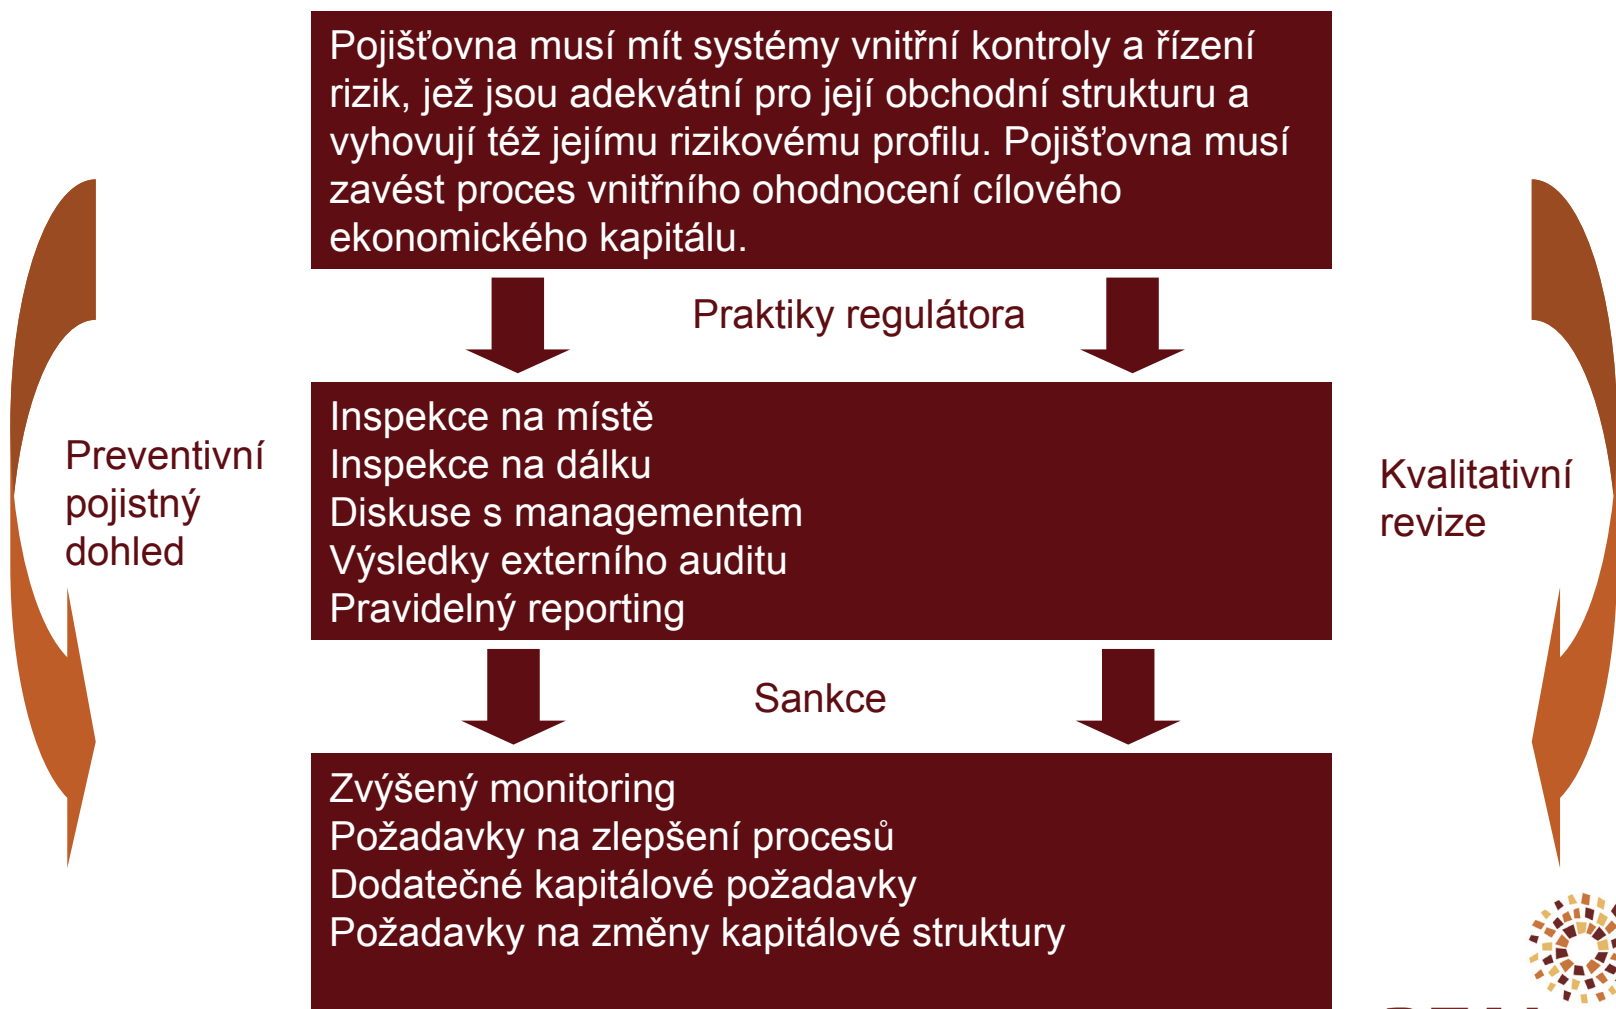 Pojišťovna musí mít systémy vnitřní kontroly a řízení
rizik, jež jsou adekvátní pro její obchodní strukturu a
vyhovují též jejímu rizikovému profilu. Pojišťovna musí
zavést proces vnitřního ohodnocení cílového
ekonomického kapitálu.
Praktiky regulátora
Preventivní
pojistný
dohled
Inspekce na místě
Inspekce na dálku
Diskuse s managementem
Výsledky externího auditu
Pravidelný reporting
Kvalitativní
revize
Sankce
Zvýšený monitoring
Požadavky na zlepšení procesů
Dodatečné kapitálové požadavky
Požadavky na změny kapitálové struktury